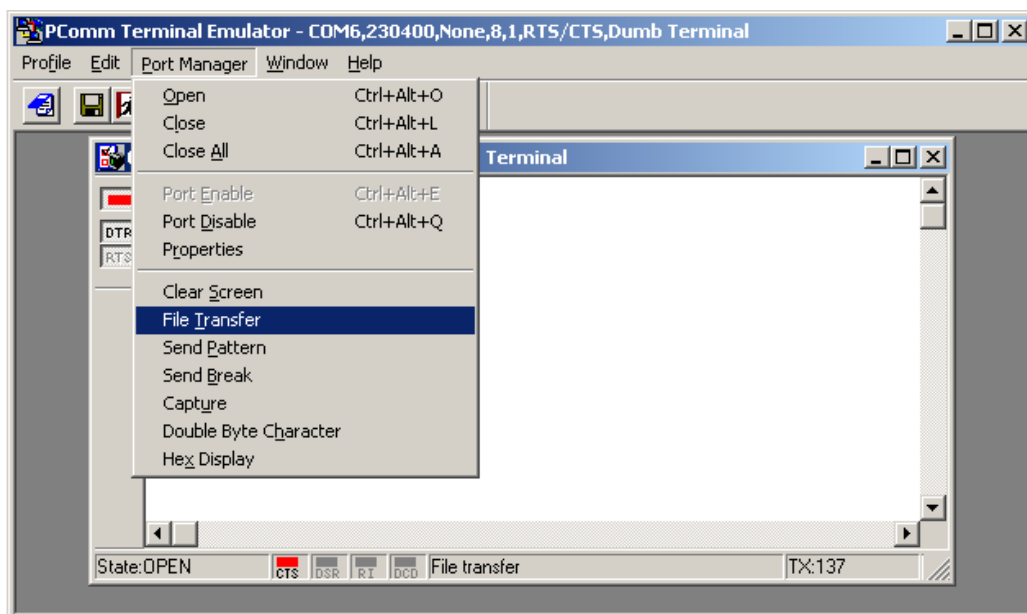 PComm Terminal Emulator - COM6,230400,None,8,1,RTS/CTS,Dumb Terminal
Profile Edit Port Manager Window Help
Open Ctrl+Alt+O
Close Ctrl+Alt+L
Close All Ctrl+Alt+A
Terminal
Port Enable Ctrl+Alt+E
Port Disable Ctrl+Alt+Q
DTR
Properties
RTS
Clear Screen
File Transfer
Send Pattern
Send Break
Capture
Double Byte Character
Hex Display
State:OPEN CTS DSR RI DCD File transfer TX:137